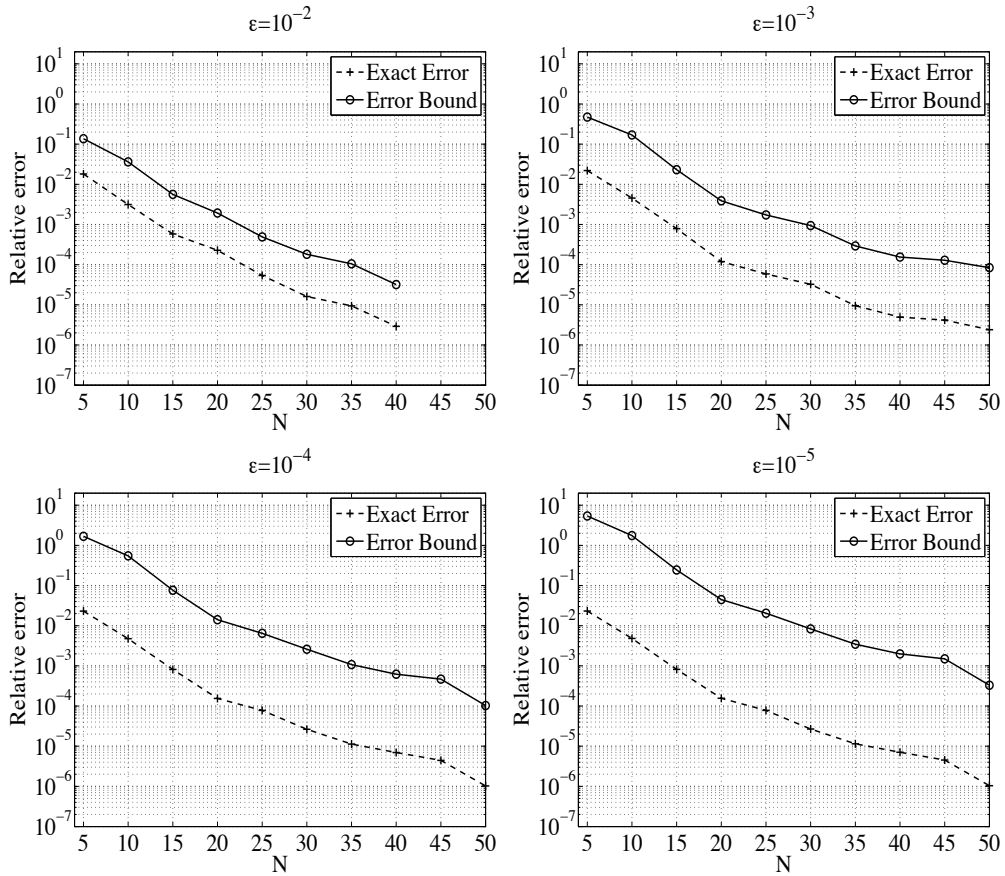 ε=10⁻²
Relative error
10¹
10⁰
10⁻¹
10⁻²
10⁻³
10⁻⁴
10⁻⁵
10⁻⁶
10⁻⁷
Exact Error
Error Bound
5 10 15 20 25 30 35 40 45 50
N
ε=10⁻³
Relative error
10¹
10⁰
10⁻¹
10⁻²
10⁻³
10⁻⁴
10⁻⁵
10⁻⁶
10⁻⁷
Exact Error
Error Bound
5 10 15 20 25 30 35 40 45 50
N
ε=10⁻⁴
Relative error
10¹
10⁰
10⁻¹
10⁻²
10⁻³
10⁻⁴
10⁻⁵
10⁻⁶
10⁻⁷
Exact Error
Error Bound
5 10 15 20 25 30 35 40 45 50
N
ε=10⁻⁵
Relative error
10¹
10⁰
10⁻¹
10⁻²
10⁻³
10⁻⁴
10⁻⁵
10⁻⁶
10⁻⁷
Exact Error
Error Bound
5 10 15 20 25 30 35 40 45 50
N